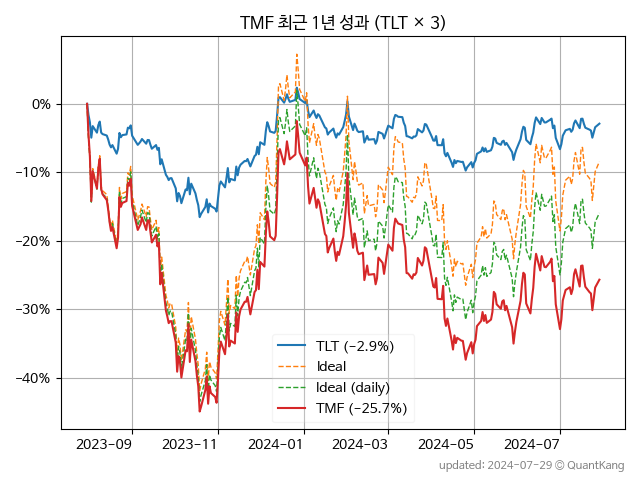 TMF 최근 1년 성과 (TLT × 3)
0%
−10%
−20%
−30%
−40%
TLT (−2.9%)
Ideal
Ideal (daily)
TMF (−25.7%)
2023-09 2023-11 2024-01 2024-03 2024-05 2024-07
updated: 2024-07-29 © QuantKang